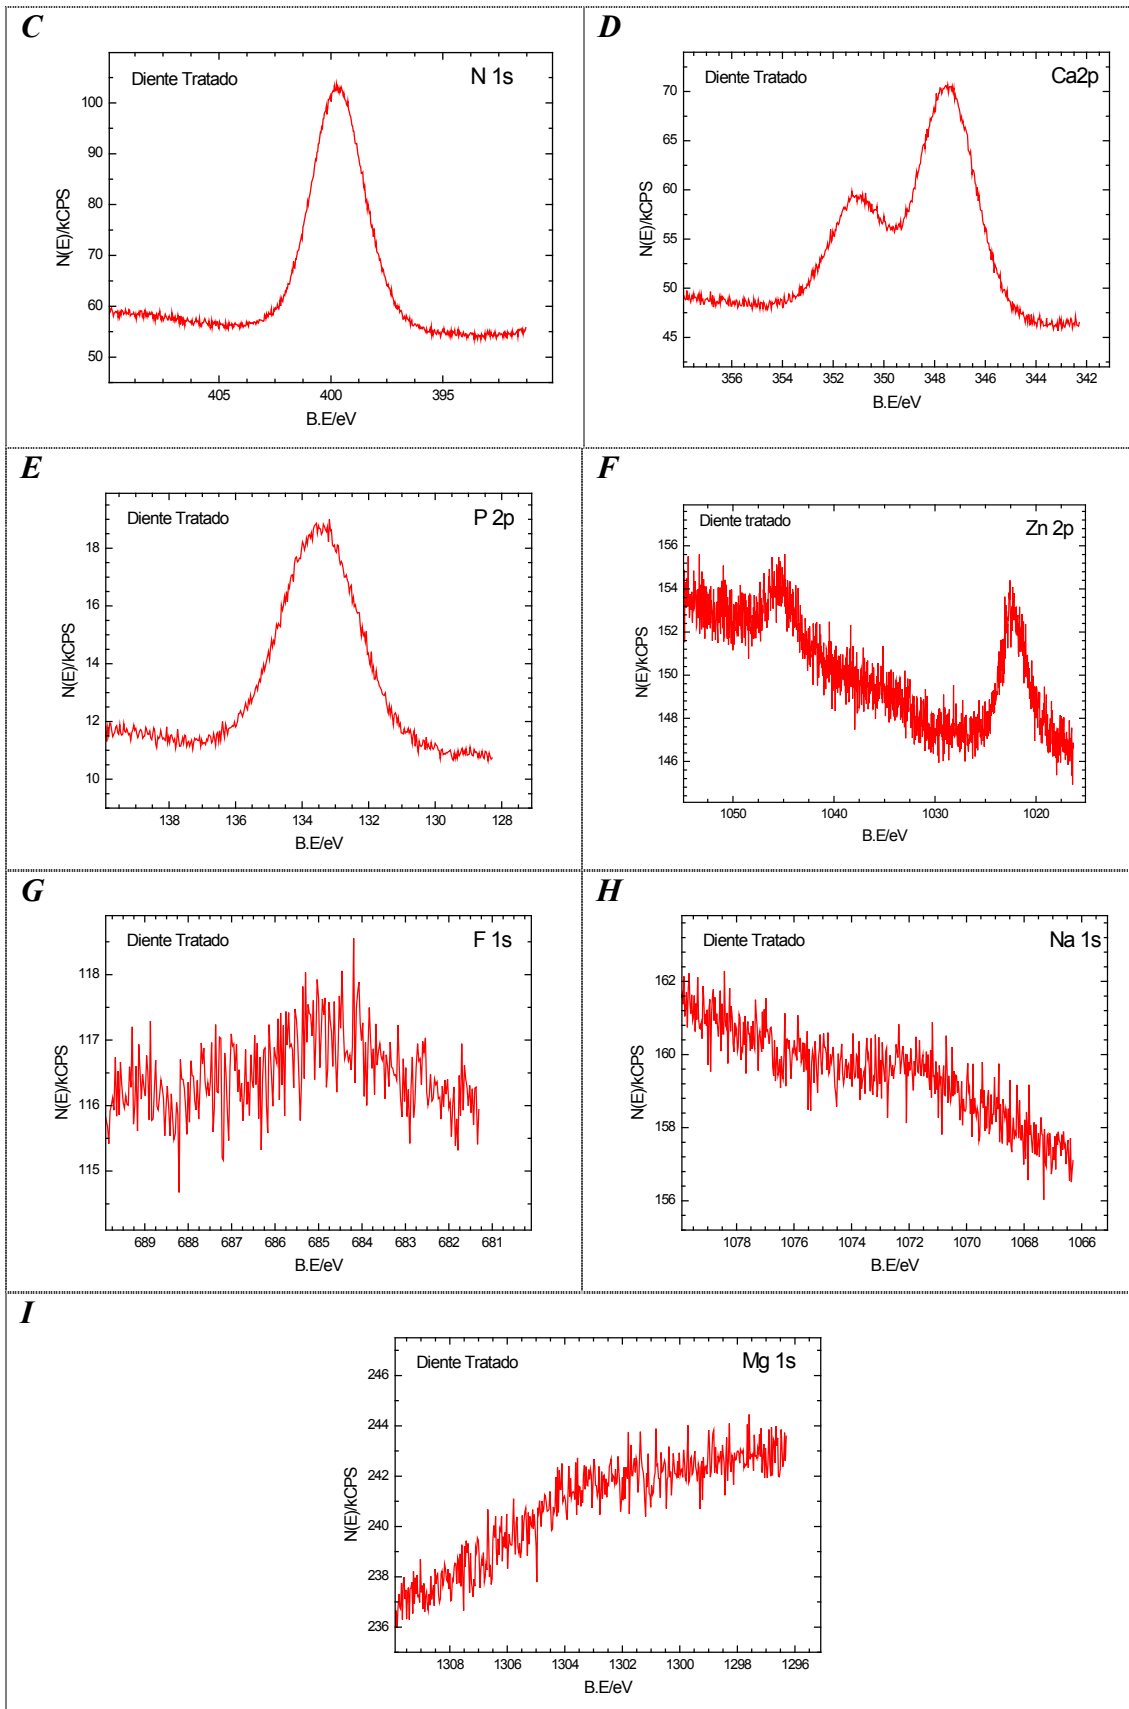 C
Diente Tratado
N 1s
100
90
80
70
60
50
N(E)/kCPS
405
400
395
B.E/eV
D
Diente Tratado
Ca2p
70
65
60
55
50
45
N(E)/kCPS
356
354
352
350
348
346
344
342
B.E/eV
E
Diente Tratado
P 2p
18
16
14
12
10
N(E)/kCPS
138
136
134
132
130
128
B.E/eV
F
Diente tratado
Zn 2p
156
154
152
150
148
146
N(E)/kCPS
1050
1040
1030
1020
B.E/eV
G
Diente Tratado
F 1s
118
117
116
115
N(E)/kCPS
689
688
687
686
685
684
683
682
681
B.E/eV
H
Diente Tratado
Na 1s
162
160
158
156
N(E)/kCPS
1078
1076
1074
1072
1070
1068
1066
B.E/eV
I
Diente Tratado
Mg 1s
246
244
242
240
238
236
N(E)/kCPS
1308
1306
1304
1302
1300
1298
1296
B.E/eV